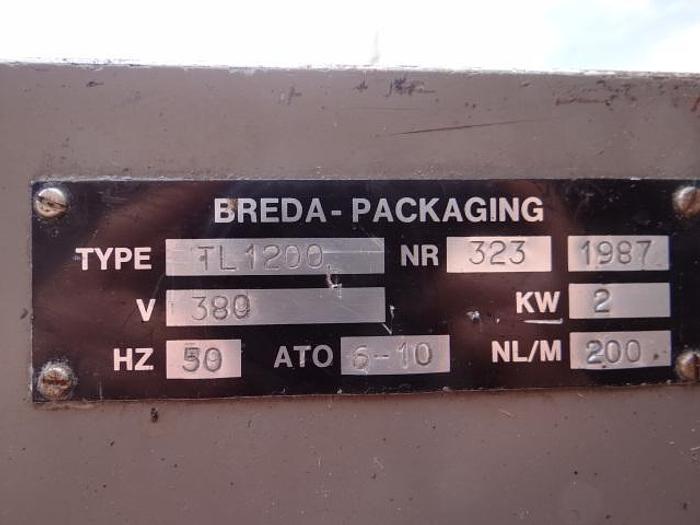 BREDA - PACKAGING
TYPE TL1200 NR 323 1987
V 380 KW 2
HZ 50 ATO 6-10 NL/M 200